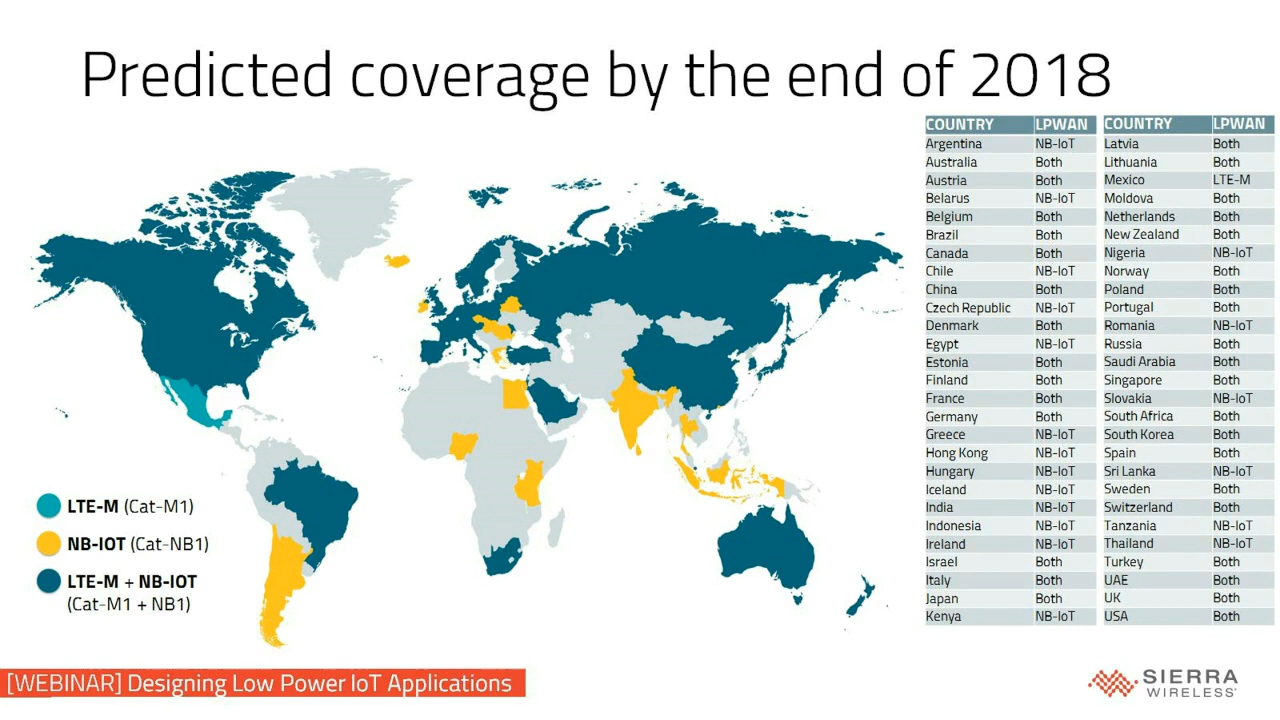 Predicted coverage by the end of 2018
COUNTRY LPWAN COUNTRY LPWAN
Argentina NB-IoT Latvia Both
Australia Both Lithuania Both
Austria Both Mexico LTE-M
Belarus NB-IoT Moldova Both
Belgium Both Netherlands Both
Brazil Both New Zealand Both
Canada Both Nigeria NB-IoT
Chile NB-IoT Norway Both
China Both Poland Both
Czech Republic NB-IoT Portugal Both
Denmark Both Romania NB-IoT
Egypt NB-IoT Russia Both
Estonia Both Saudi Arabia Both
Finland Both Singapore Both
France Both Slovakia NB-IoT
Germany Both South Africa Both
Greece NB-IoT South Korea Both
Hong Kong NB-IoT Spain Both
Hungary NB-IoT Sri Lanka NB-IoT
Iceland NB-IoT Sweden Both
India NB-IoT Switzerland Both
Indonesia NB-IoT Tanzania NB-IoT
Ireland NB-IoT Thailand NB-IoT
Israel Both Turkey Both
Italy Both UAE Both
Japan Both UK Both
Kenya NB-IoT USA Both
LTE-M (Cat-M1)
NB-IOT (Cat-NB1)
LTE-M + NB-IOT
(Cat-M1 + NB1)
[WEBINAR] Designing Low Power IoT Applications
SIERRA
WIRELESS